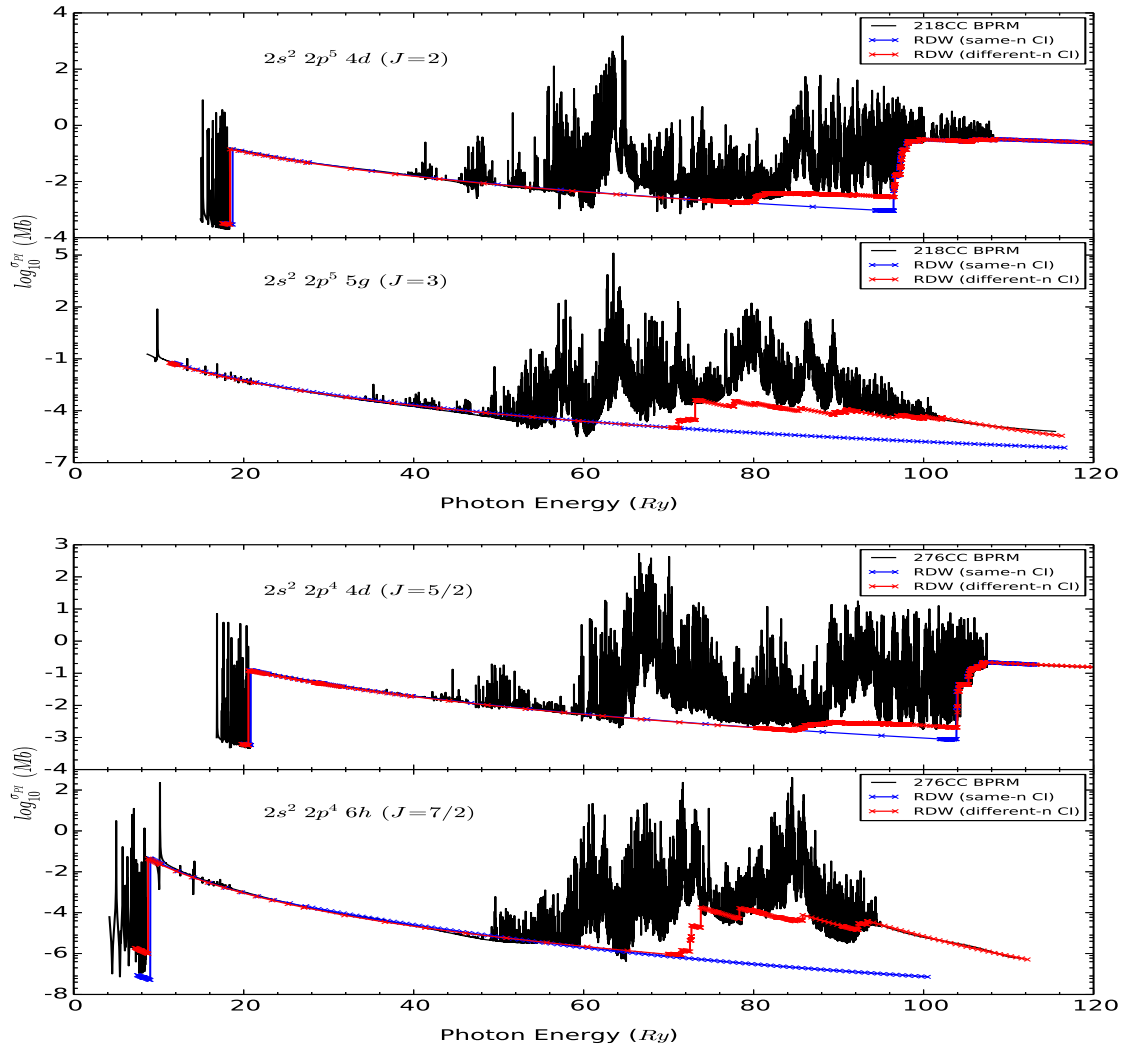 218CC BPRM
RDW (same-n CI)
RDW (different-n CI)
2s² 2p⁵ 4d (J=2)
4
2
0
-2
-4
218CC BPRM
RDW (same-n CI)
RDW (different-n CI)
2s² 2p⁵ 5g (J=3)
5
2
-1
-4
-7
log₁₀^σPI (Mb)
0 20 40 60 80 100 120
Photon Energy (Ry)
276CC BPRM
RDW (same-n CI)
RDW (different-n CI)
2s² 2p⁴ 4d (J=5/2)
3
2
1
0
-1
-2
-3
-4
276CC BPRM
RDW (same-n CI)
RDW (different-n CI)
2s² 2p⁴ 6h (J=7/2)
2
0
-2
-4
-6
-8
log₁₀^σPI (Mb)
0 20 40 60 80 100 120
Photon Energy (Ry)